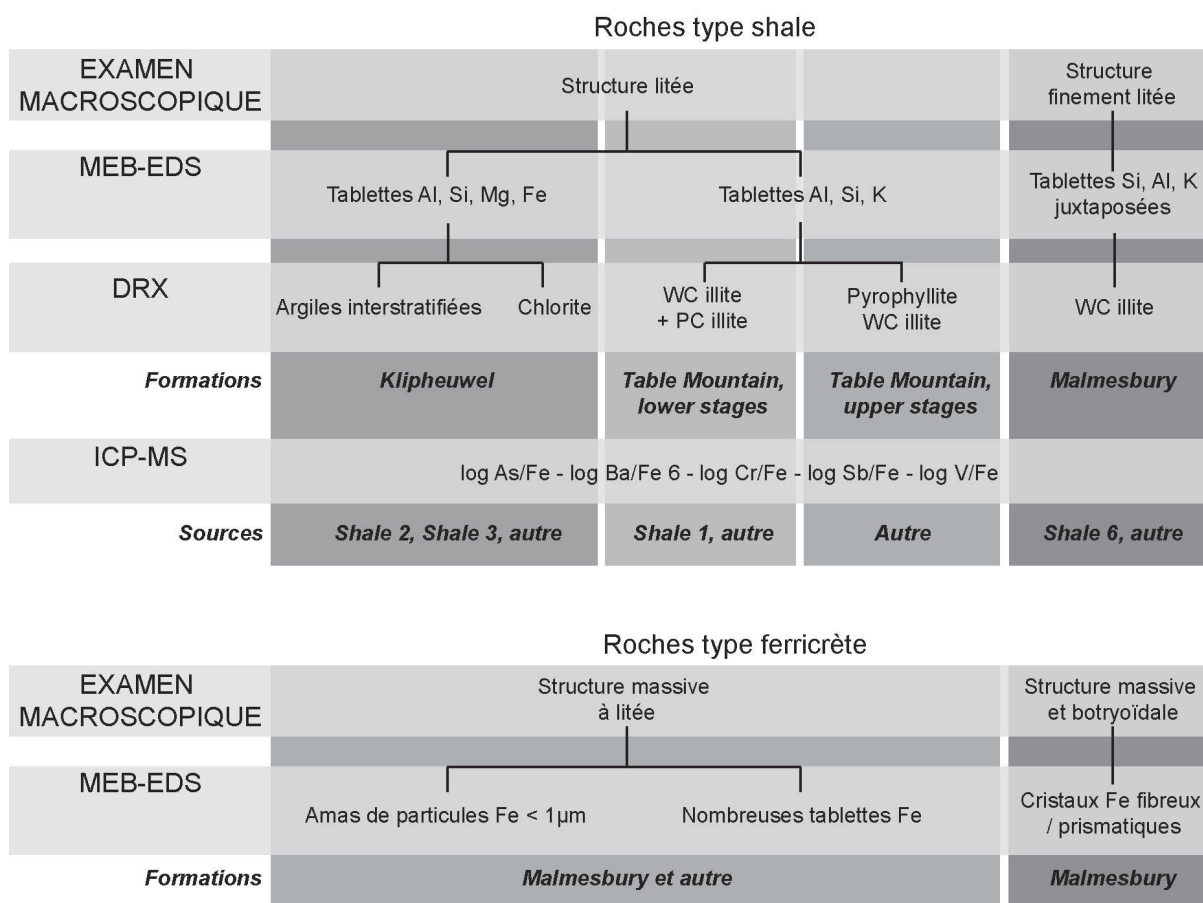 Roches type shale
EXAMEN
MACROSCOPIQUE
Structure litée
Structure
finement litée
MEB-EDS
Tablettes Al, Si, Mg, Fe
Tablettes Al, Si, K
Tablettes Si, Al, K
juxtaposées
DRX
Argiles interstratifiées
Chlorite
WC illite
+ PC illite
Pyrophyllite
WC illite
WC illite
Formations
Klipheuwel
Table Mountain,
lower stages
Table Mountain,
upper stages
Malmesbury
ICP-MS
log As/Fe - log Ba/Fe 6 - log Cr/Fe - log Sb/Fe - log V/Fe
Sources
Shale 2, Shale 3, autre
Shale 1, autre
Autre
Shale 6, autre
Roches type ferricrète
EXAMEN
MACROSCOPIQUE
Structure massive
à litée
Structure massive
et botryoïdale
MEB-EDS
Amas de particules Fe < 1µm
Nombreuses tablettes Fe
Cristaux Fe fibreux
/ prismatiques
Formations
Malmesbury et autre
Malmesbury